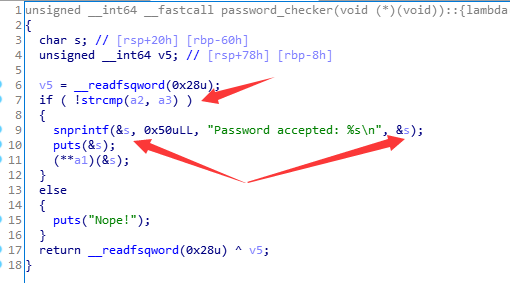 1 unsigned __int64 __fastcall password_checker(void (*)(void))::{lambda
2 {
3 char s; // [rsp+20h] [rbp-60h]
4 unsigned __int64 v5; // [rsp+78h] [rbp-8h]
5
6 v5 = __readfsqword(0x28u);
7 if ( !strcmp(a2, a3) )
8 {
9 snprintf(&s, 0x50uLL, "Password accepted: %s\n", &s);
10 puts(&s);
11 (**a1)(&s);
12 }
13 else
14 {
15 puts("Nope!");
16 }
17 return __readfsqword(0x28u) ^ v5;
18 }